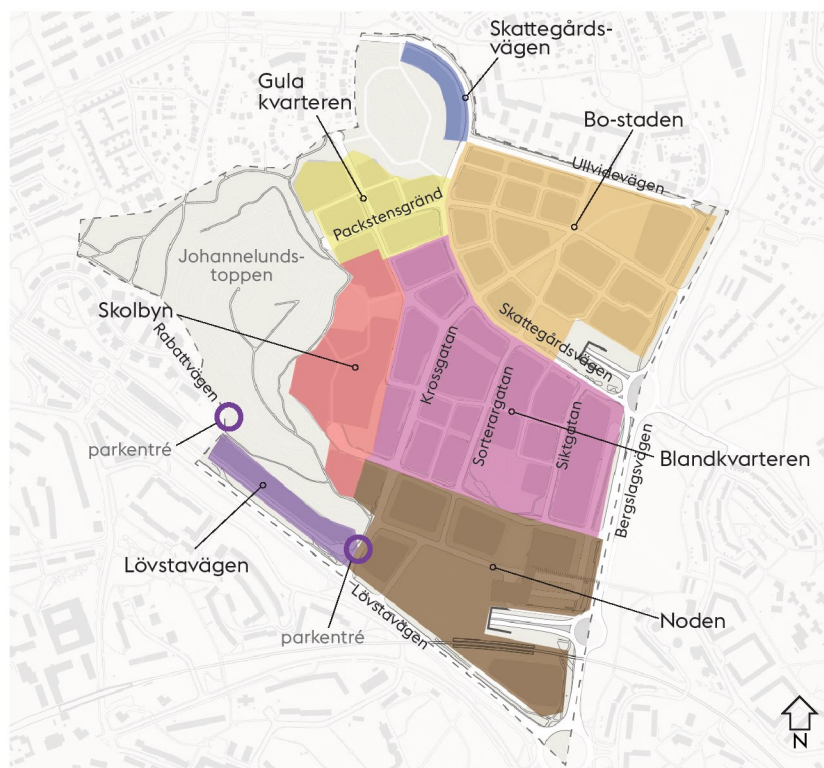 Skattegårds-
vägen
Gula
kvarteren
Bo-staden
Ullvidevägen
Packstensgränd
Johannelunds-
toppen
Skolbyn
Rabattvägen
Skattegårdsvägen
Krossgatan
Sorterargatan
Siktgatan
parkentré
Blandkvarteren
Bergslagsvägen
Lövstavägen
Lövstavägen
Noden
parkentré
N